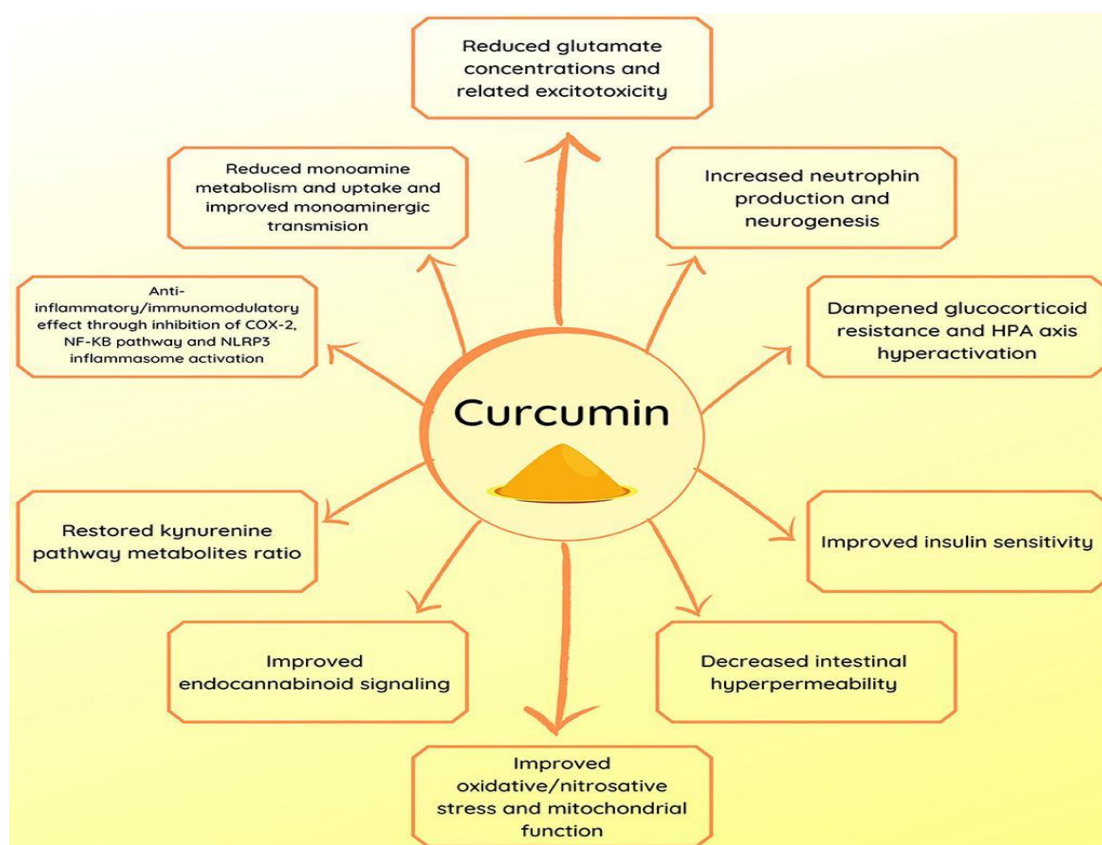 Reduced glutamate
concentrations and
related excitotoxicity
Reduced monoamine
metabolism and uptake and
improved monoaminergic
transmision
Increased neutrophin
production and
neurogenesis
Anti-
inflammatory/immunomodulatory
effect through inhibition of COX-2,
NF-KB pathway and NLRP3
inflammasome activation
Dampened glucocorticoid
resistance and HPA axis
hyperactivation
Curcumin
Restored kynurenine
pathway metabolites ratio
Improved insulin sensitivity
Improved
endocannabinoid signaling
Decreased intestinal
hyperpermeability
Improved
oxidative/nitrosative
stress and mitochondrial
function